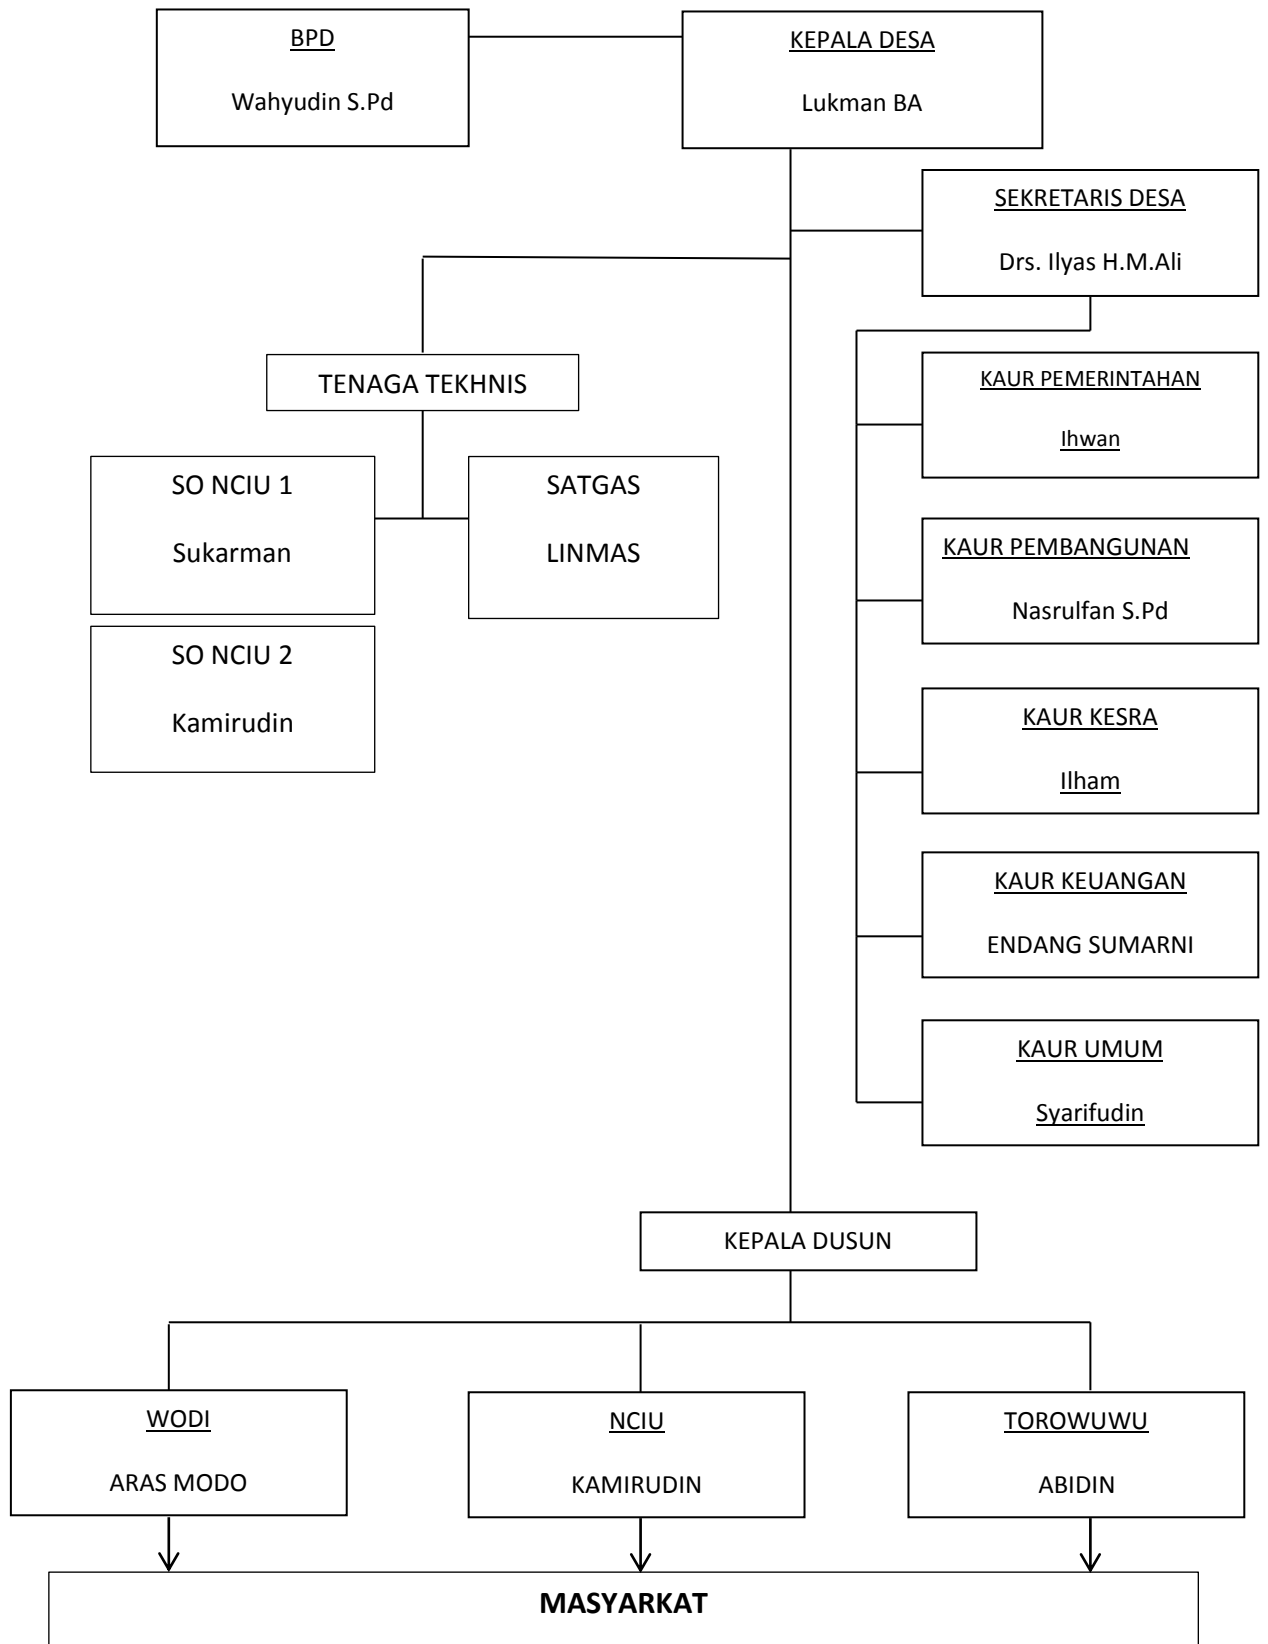 BPD
Wahyudin S.Pd
KEPALA DESA
Lukman BA
SEKRETARIS DESA
Drs. Ilyas H.M.Ali
TENAGA TEKHNIS
SO NCIU 1
Sukarman
SATGAS
LINMAS
SO NCIU 2
Kamirudin
KAUR PEMERINTAHAN
Ihwan
KAUR PEMBANGUNAN
Nasrulfan S.Pd
KAUR KESRA
Ilham
KAUR KEUANGAN
ENDANG SUMARNI
KAUR UMUM
Syarifudin
KEPALA DUSUN
WODI
ARAS MODO
NCIU
KAMIRUDIN
TOROWUWU
ABIDIN
MASYARKAT